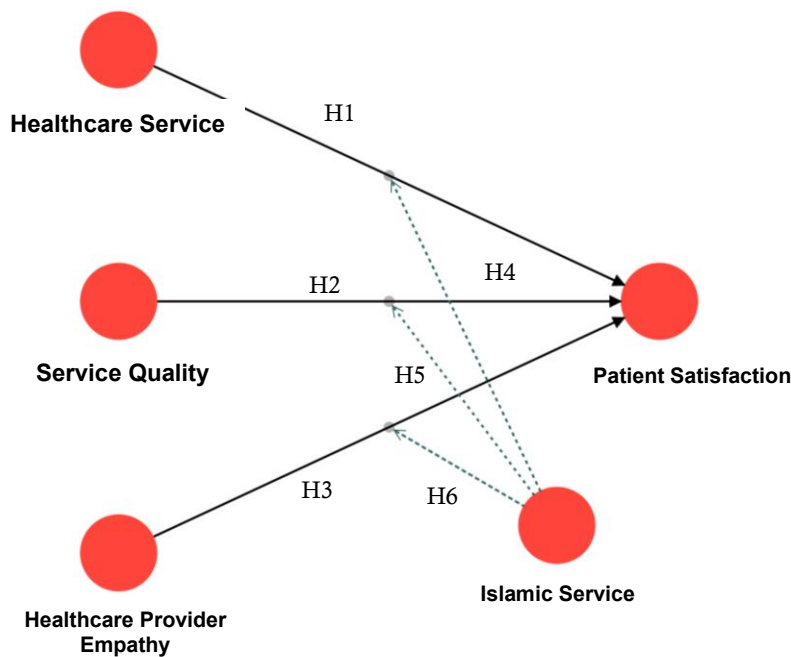 H1
Healthcare Service
H2
H4
Service Quality
H5
Patient Satisfaction
H3
H6
Islamic Service
Healthcare Provider
Empathy